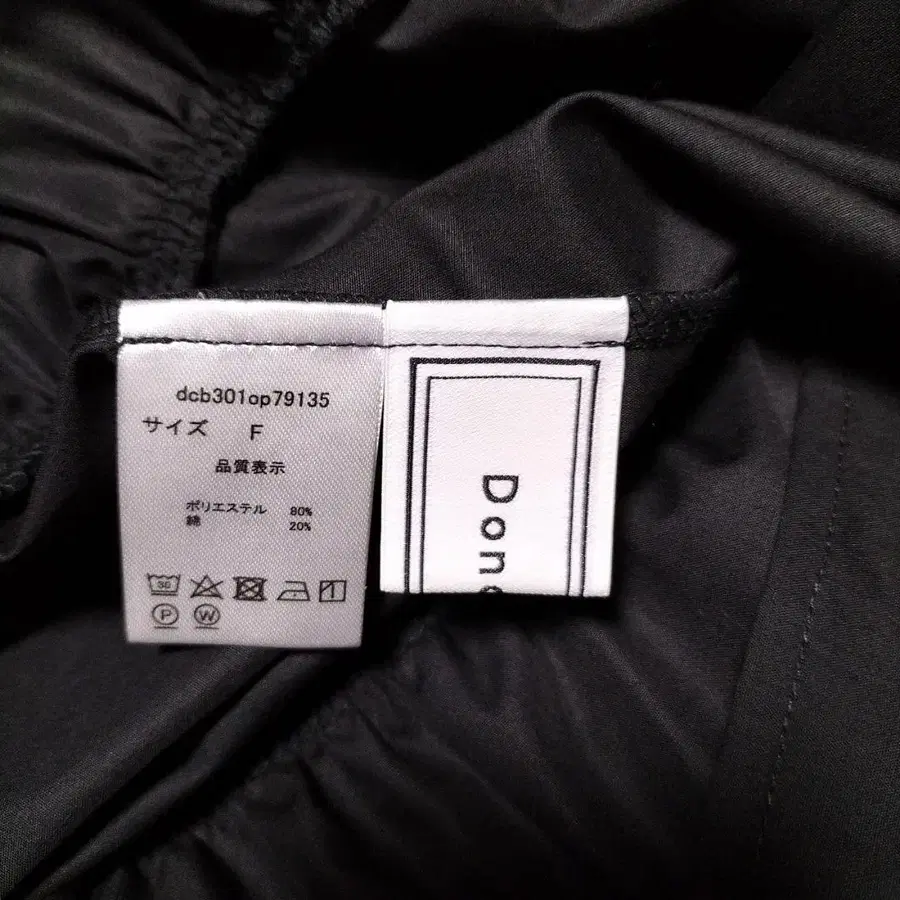 dcb301op79135
サイズ F
品質表示
ポリエステル 80%
綿 20%
30
P W
Don